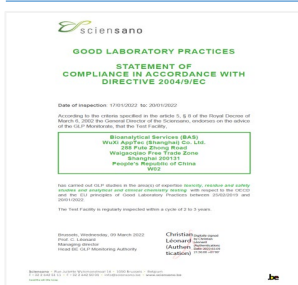 sciensano
GOOD LABORATORY PRACTICES
STATEMENT OF
COMPLIANCE IN ACCORDANCE WITH
DIRECTIVE 2004/9/EC
Date of inspection: 17/01/2022 to: 20/01/2022
According to the criteria specified in the article 5, § 8 of the Royal Decree of
March 6, 2002 the General Director of the Sciensano, endorses on the advice
of the GLP Monitorate, that the Test Facility,
Bioanalytical Services (BAS)
WuXi AppTec (Shanghai) Co. Ltd.
288 Fute Zhong Road
Waigaoqiao Free Trade Zone
Shanghai 200131
People's Republic of China
W02
has carried out GLP studies in the area(s) of expertise toxicity, residue and safety
studies and analytical and clinical chemistry testing with respect to the OECD
and the EU principles of Good Laboratory Practices between
20/01/2022
The Test Facility is regularly inspected within a cycle of 2 to 3 years.
Brussels, Wednesday, 09 March 2022
Prof. C. Léonard
Managing director
Head BE GLP Monitoring Authority
Christian
Léonard
(Authen
tication)
.be